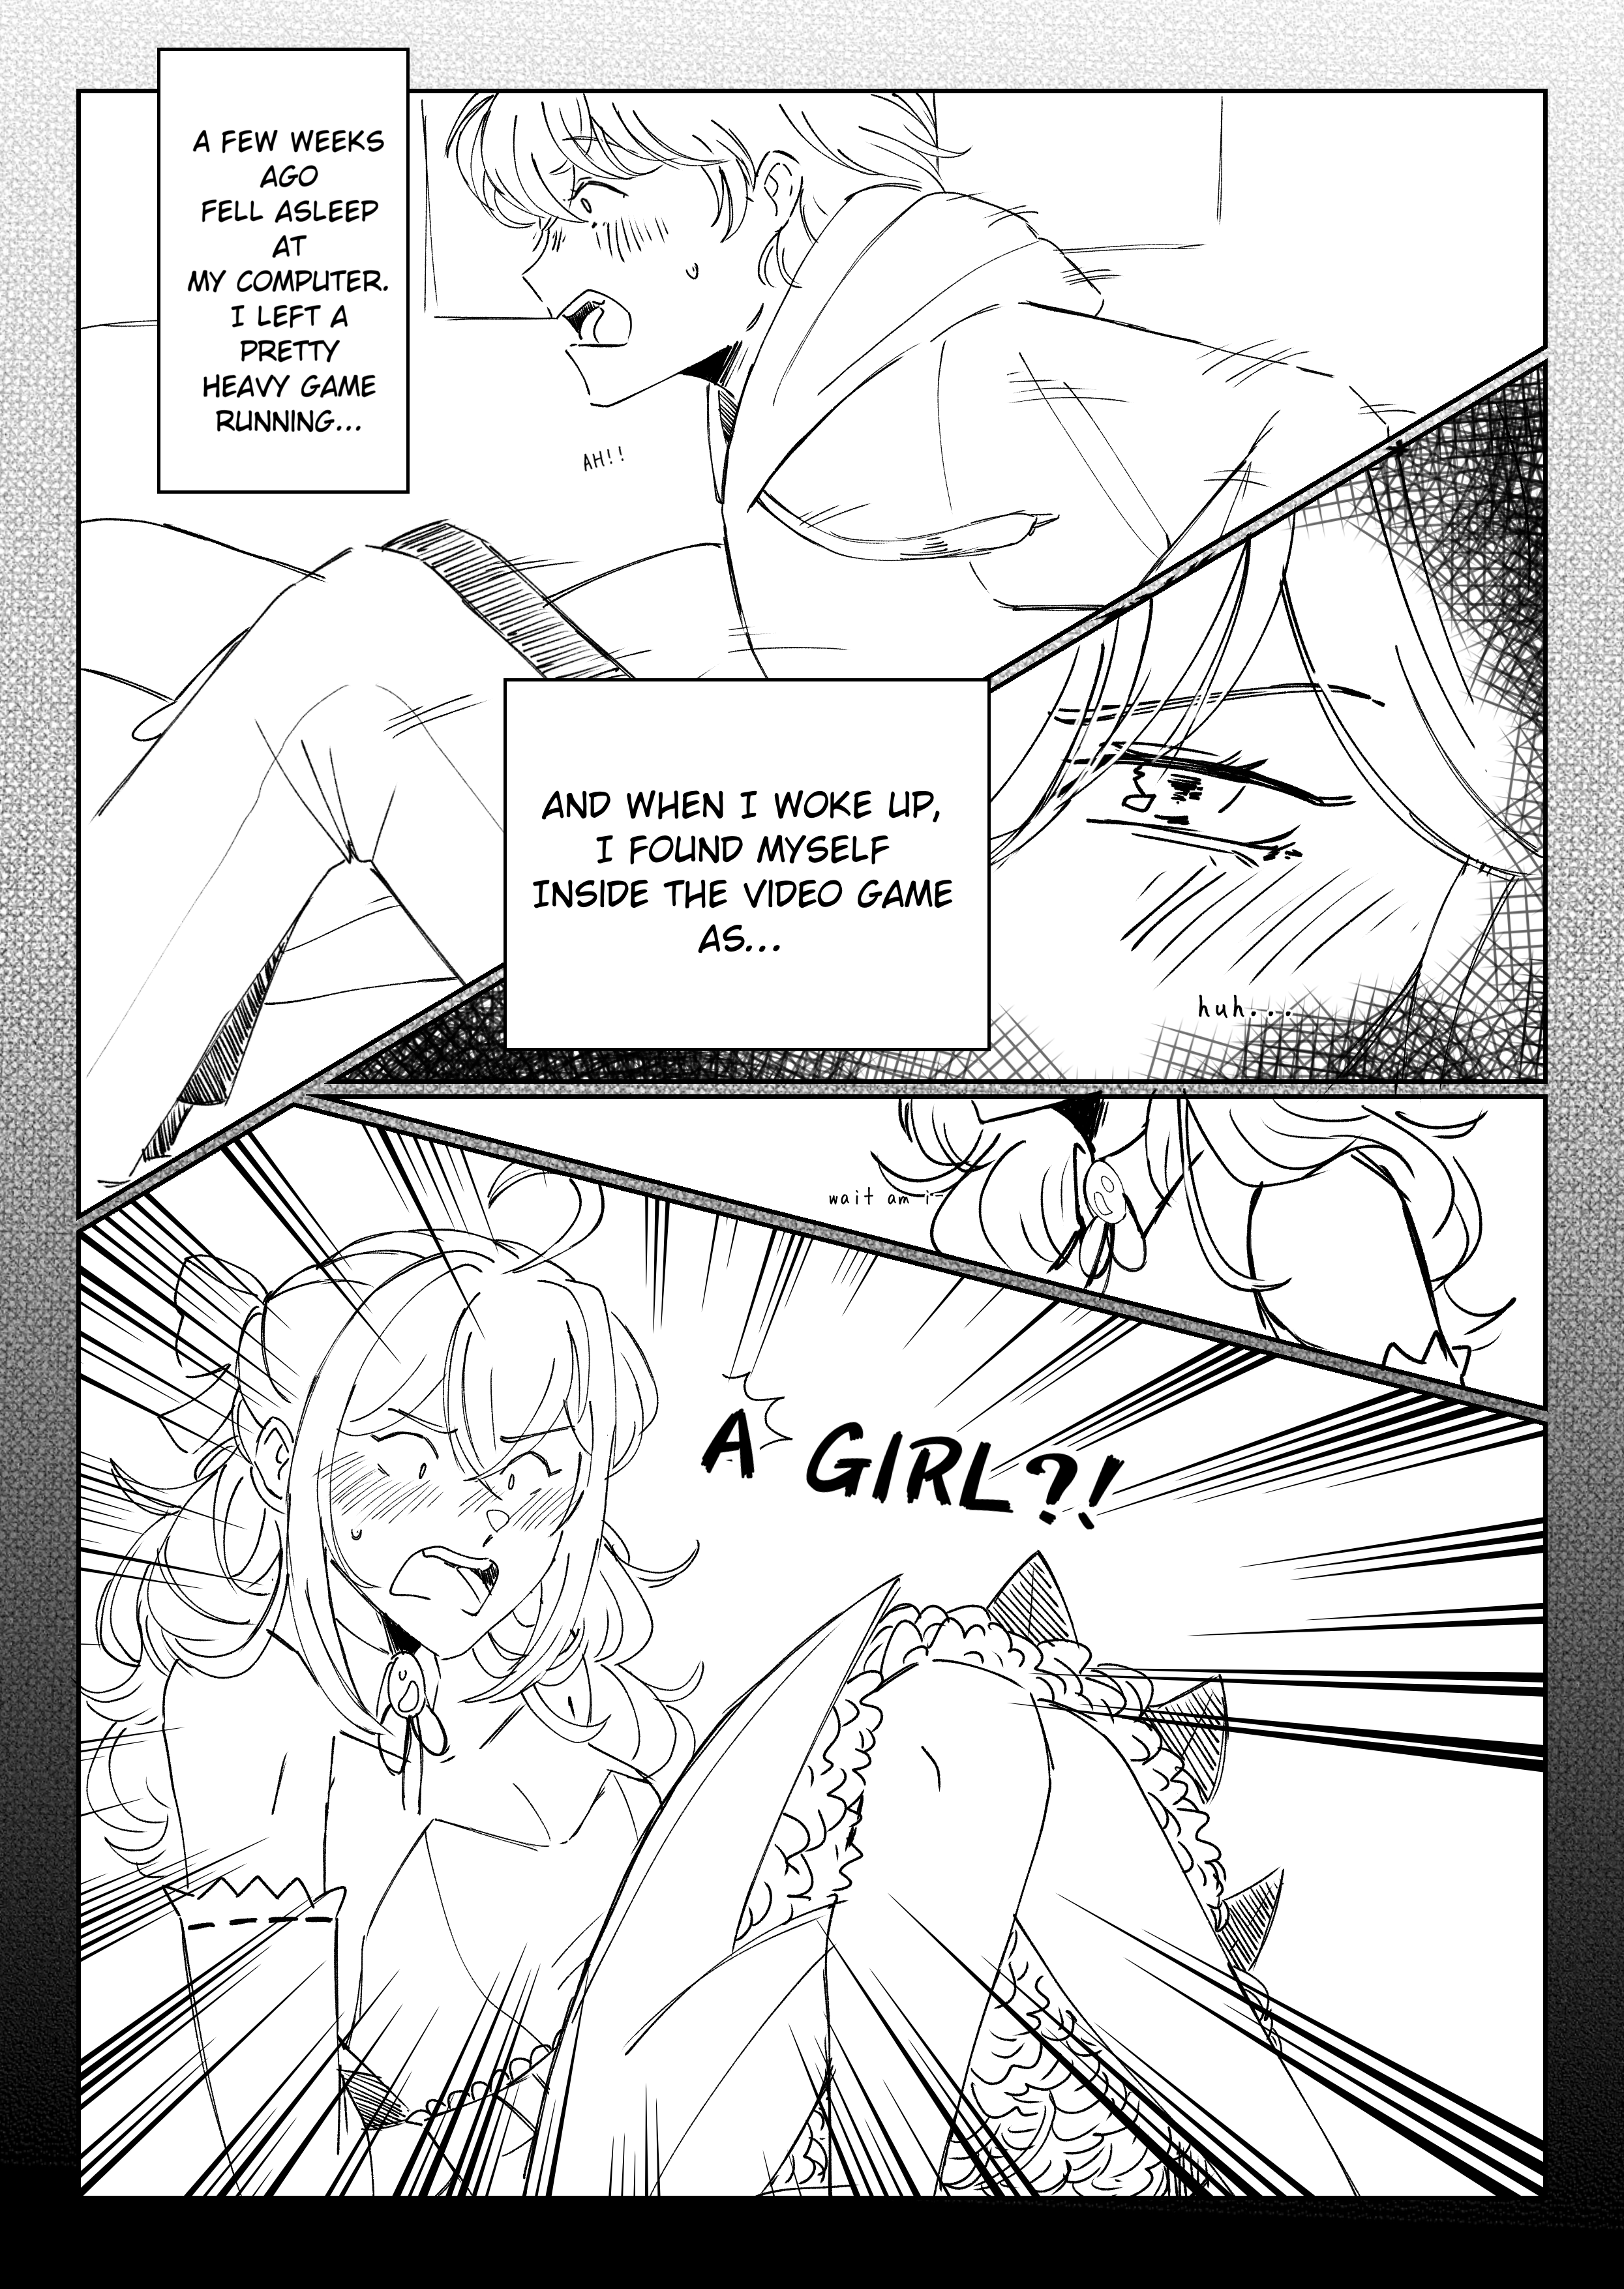 A FEW WEEKS
AGO
FELL ASLEEP
AT
MY COMPUTER.
I LEFT A
PRETTY
HEAVY GAME
RUNNING...
AH!!
AND WHEN I WOKE UP,
I FOUND MYSELF
INSIDE THE VIDEO GAME
AS...
huh...
wait am i-
A GIRL?!